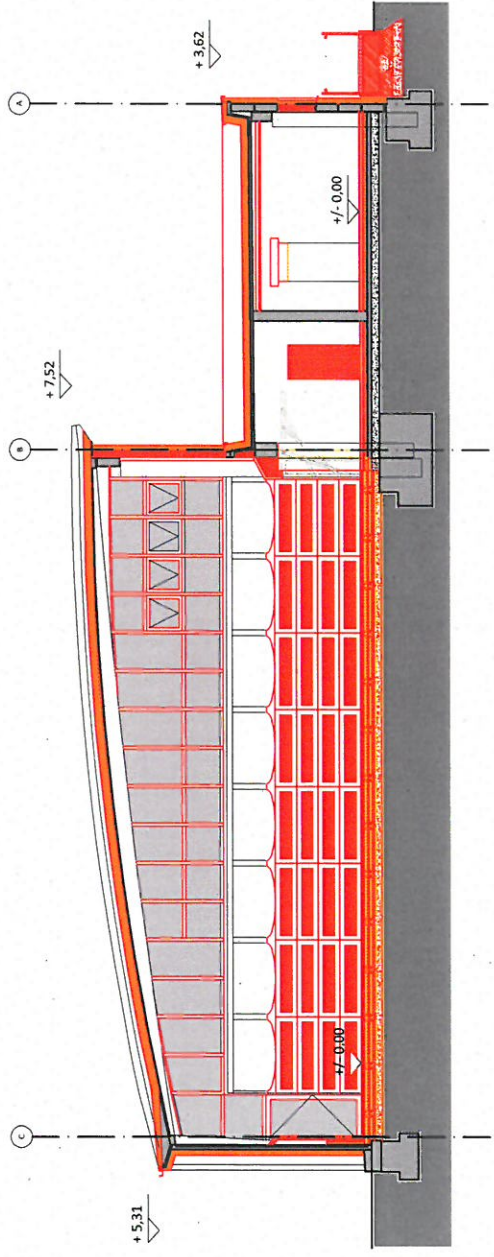 C
B
A
+ 5,31
+ 7,52
+ 3,62
+/- 0,00
+/- 0,00